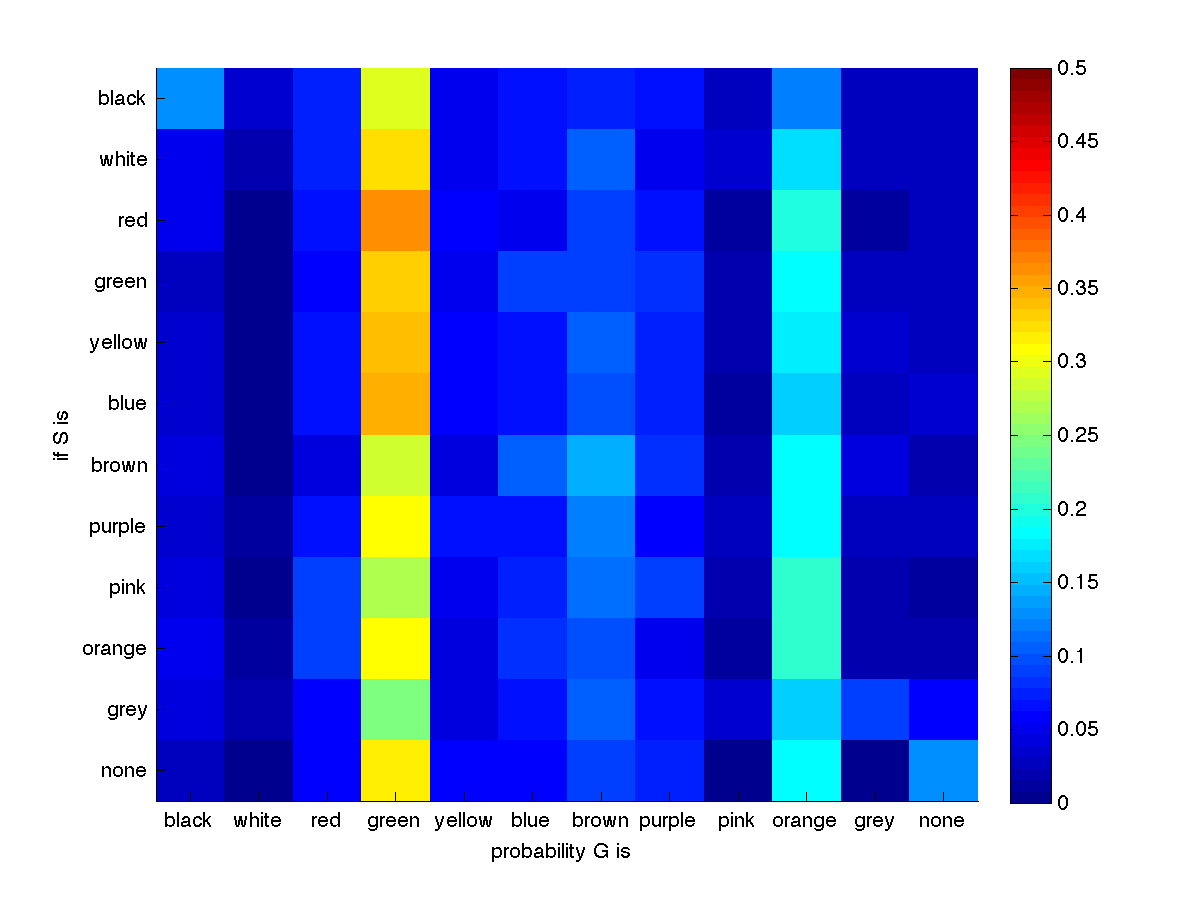 black
white
red
green
yellow
blue
brown
purple
pink
orange
grey
none
if S is
black white red green yellow blue brown purple pink orange grey none
probability G is
0.5
0.45
0.4
0.35
0.3
0.25
0.2
0.15
0.1
0.05
0